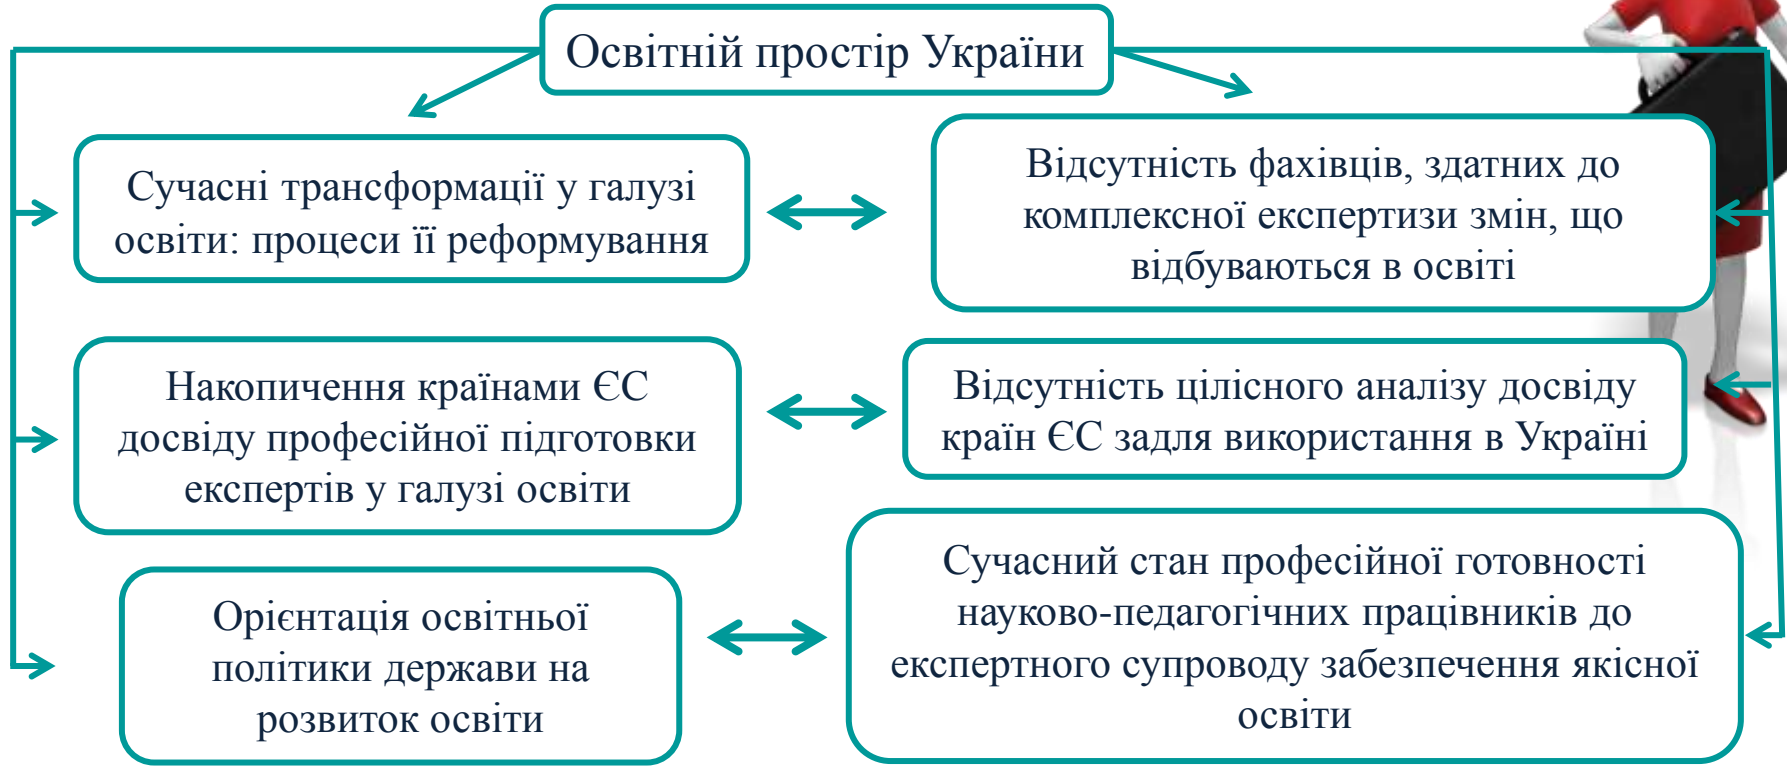 Освітній простір України
Сучасні трансформації у галузі
освіти: процеси її реформування
Відсутність фахівців, здатних до
комплексної експертизи змін, що
відбуваються в освіті
Накопичення країнами ЄС
досвіду професійної підготовки
експертів у галузі освіти
Відсутність цілісного аналізу досвіду
країн ЄС задля використання в Україні
Орієнтація освітньої
політики держави на
розвиток освіти
Сучасний стан професійної готовності
науково-педагогічних працівників до
експертного супроводу забезпечення якісної
освіти